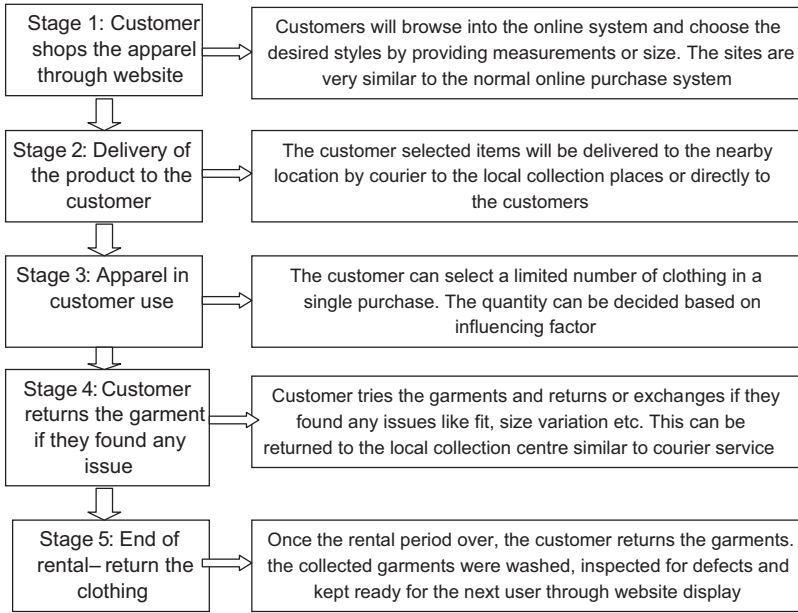 Stage 1: Customer
shops the apparel
through website
Customers will browse into the online system and choose the
desired styles by providing measurements or size. The sites are
very similar to the normal online purchase system
Stage 2: Delivery of
the product to the
customer
The customer selected items will be delivered to the nearby
location by courier to the local collection places or directly to
the customers
Stage 3: Apparel in
customer use
The customer can select a limited number of clothing in a
single purchase. The quantity can be decided based on
influencing factor
Stage 4: Customer
returns the garment
if they found any
issue
Customer tries the garments and returns or exchanges if they
found any issues like fit, size variation etc. This can be
returned to the local collection centre similar to courier service
Stage 5: End of
rental– return the
clothing
Once the rental period over, the customer returns the garments.
the collected garments were washed, inspected for defects and
kept ready for the next user through website display